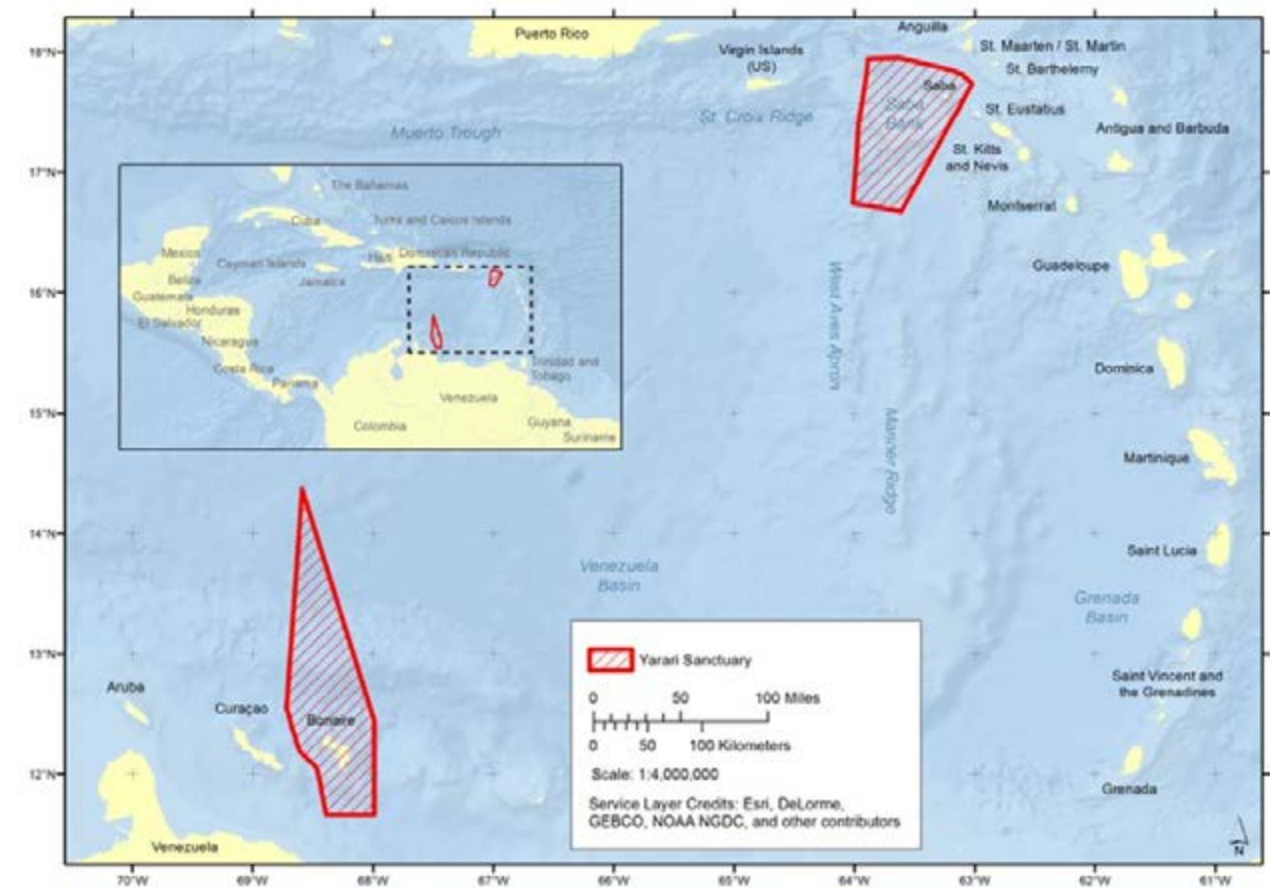 Puerto Rico
Anguilla
Virgin Islands
(US)
St. Maarten / St. Martin
St. Barthelemy
Saba
Saba
Bank
St. Eustatius
St. Croix Ridge
Muerto Trough
Antigua and Barbuda
St. Kitts
and Nevis
Montserrat
Guadeloupe
Dominica
Martinique
Saint Lucia
Saint Vincent and
the Grenadines
Grenada
Grenada
Basin
Venezuela
Basin
West Aves Apron
Aruba
Curaçao
Bonaire
Venezuela
The Bahamas
Cuba
Turks and Caicos Islands
Mexico
Cayman Islands
Haiti
Dominican Republic
Belize
Jamaica
Guatemala
Honduras
El Salvador
Nicaragua
Costa Rica
Panama
Trinidad and
Tobago
Venezuela
Colombia
Guyana
Suriname
Yarari Sanctuary
0 50 100 Miles
0 50 100 Kilometers
Scale: 1:4,000,000
Service Layer Credits: Esri, DeLorme,
GEBCO, NOAA NGDC, and other contributors
N
18°N
17°N
16°N
15°N
14°N
13°N
12°N
70°W 69°W 68°W 67°W 66°W 65°W 64°W 63°W 62°W 61°W